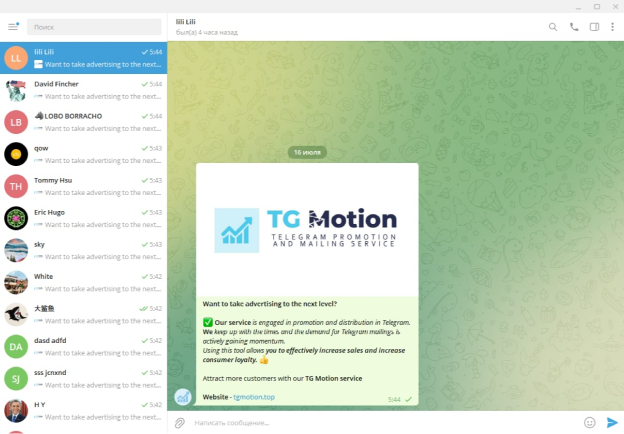 Поиск
lili Lili
был(а) 4 часа назад
LL
lili Lili
5:44
Want to take advertising to the next...
David Fincher
5:44
Want to take advertising to the next...
LB
LOBO BORRACHO
5:44
Want to take advertising to the next...
qow
5:43
Want to take advertising to the next...
TH
Tommy Hsu
5:43
Want to take advertising to the next...
Eric Hugo
5:43
Want to take advertising to the next...
sky
5:43
Want to take advertising to the next...
White
5:42
Want to take advertising to the next...
大鲨鱼
5:42
Want to take advertising to the next...
DA
dasd adfd
5:42
Want to take advertising to the next...
SJ
sss jcnxnd
5:42
Want to take advertising to the next...
H Y
5:42
Want to take advertising to the next...
16 июля
TG Motion
TELEGRAM PROMOTION
AND MAILING SERVICE
Want to take advertising to the next level?
✅ Our service is engaged in promotion and distribution in Telegram.
We keep up with the times and the demand for Telegram mailings is
actively gaining momentum.
Using this tool allows you to effectively increase sales and increase
consumer loyalty. 👍
Attract more customers with our TG Motion service
Website - tgmotion.top
5:44
Написать сообщение...